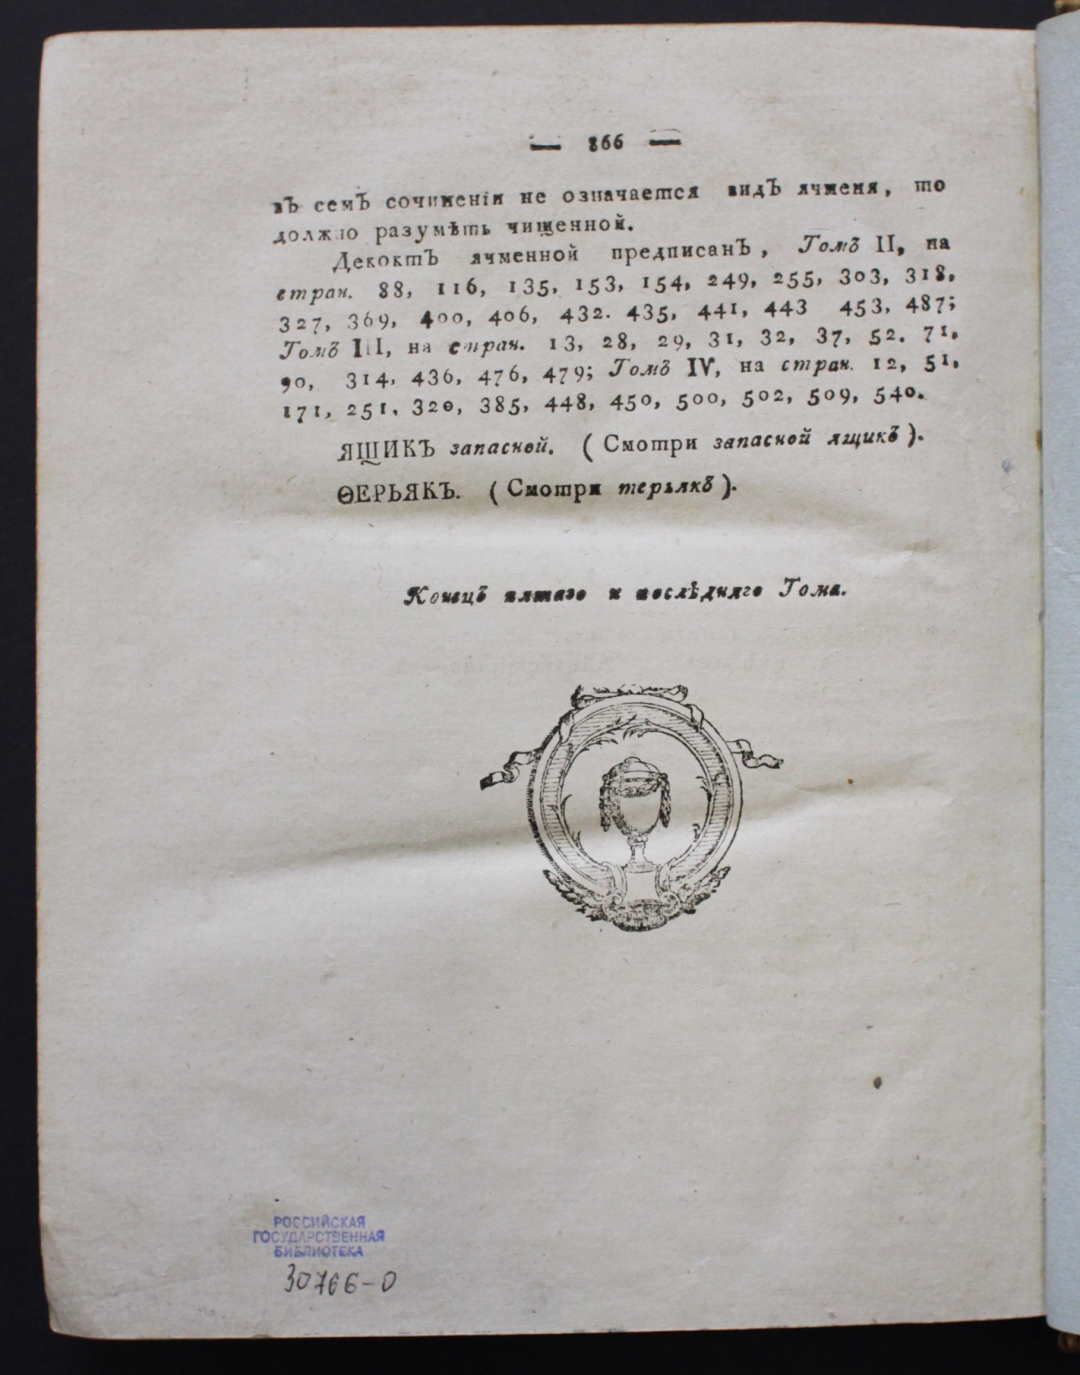 — 866 —
въ семъ сочиненіи не означается видъ ячменя, то
должно разумѣть чищенной.
Декоктъ ячменной предписанъ, Томъ II, на
стран. 88, 116, 135, 153, 154, 249, 255, 303, 318,
327, 369, 400, 406, 432. 435, 441, 443 453, 487;
Томъ III, на стран. 13, 28, 29, 31, 32, 37, 52. 71,
90, 314, 436, 476, 479; Томъ IV, на стран. 12, 51,
171, 251, 320, 385, 448, 450, 500, 502, 509, 540.
ЯЩИКЪ запасной. (Смотри запасной ящикъ).
ѲЕРЬЯКЪ. (Смотри терьякъ).
Конецъ пятаго и послѣдняго Тома.
РОССИЙСКАЯ
ГОСУДАРСТВЕННАЯ
БИБЛИОТЕКА
30766-0